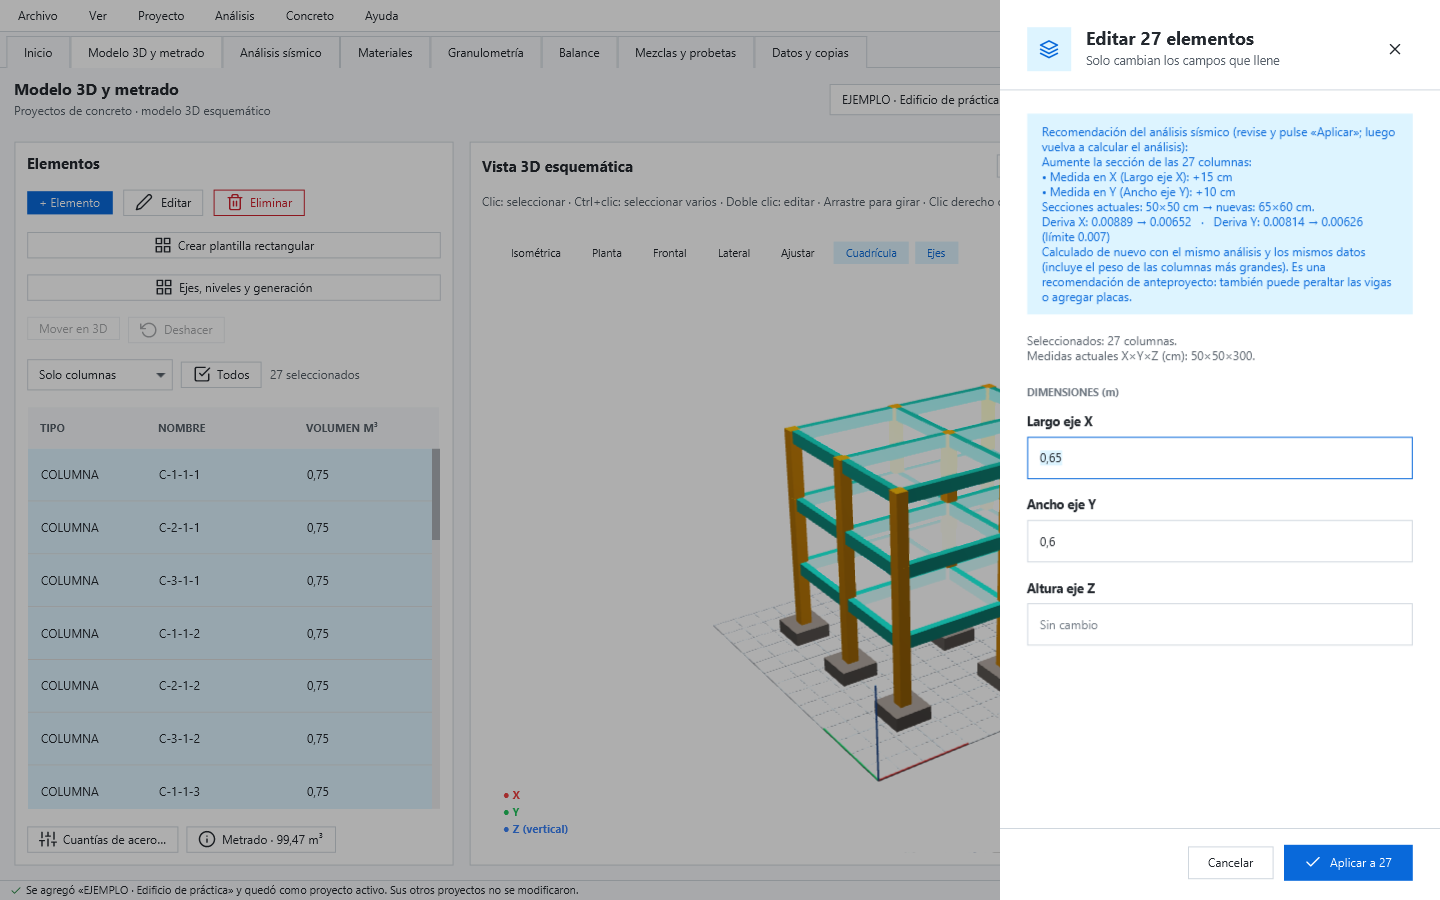 Archivo Ver Proyecto Análisis Concreto Ayuda
Inicio Modelo 3D y metrado Análisis sísmico Materiales Granulometría Balance Mezclas y probetas Datos y copias
Modelo 3D y metrado
Proyectos de concreto · modelo 3D esquemático
EJEMPLO · Edificio de práctica
Elementos
+ Elemento Editar Eliminar
Crear plantilla rectangular
Ejes, niveles y generación
Mover en 3D Deshacer
Solo columnas Todos 27 seleccionados
TIPO NOMBRE VOLUMEN M³
COLUMNA C-1-1-1 0,75
COLUMNA C-2-1-1 0,75
COLUMNA C-3-1-1 0,75
COLUMNA C-1-1-2 0,75
COLUMNA C-2-1-2 0,75
COLUMNA C-3-1-2 0,75
COLUMNA C-1-1-3 0,75
Cuantías de acero... Metrado · 99,47 m³
Vista 3D esquemática
Clic: seleccionar · Ctrl+clic: seleccionar varios · Doble clic: editar · Arrastre para girar · Clic derecho
Isométrica Planta Frontal Lateral Ajustar Cuadrícula Ejes
X
Y
Z (vertical)
Se agregó «EJEMPLO · Edificio de práctica» y quedó como proyecto activo. Sus otros proyectos no se modificaron.
Editar 27 elementos
Solo cambian los campos que llene
Recomendación del análisis sísmico (revise y pulse «Aplicar»; luego
vuelva a calcular el análisis):
Aumente la sección de las 27 columnas:
• Medida en X (Largo eje X): +15 cm
• Medida en Y (Ancho eje Y): +10 cm
Secciones actuales: 50×50 cm → nuevas: 65×60 cm.
Deriva X: 0.00889 → 0.00652 · Deriva Y: 0.00814 → 0.00626
(límite 0.007)
Calculado de nuevo con el mismo análisis y los mismos datos
(incluye el peso de las columnas más grandes). Es una
recomendación de anteproyecto: también puede peraltar las vigas
o agregar placas.
Seleccionados: 27 columnas.
Medidas actuales X×Y×Z (cm): 50×50×300.
DIMENSIONES (m)
Largo eje X
0,65
Ancho eje Y
0,6
Altura eje Z
Sin cambio
Cancelar Aplicar a 27